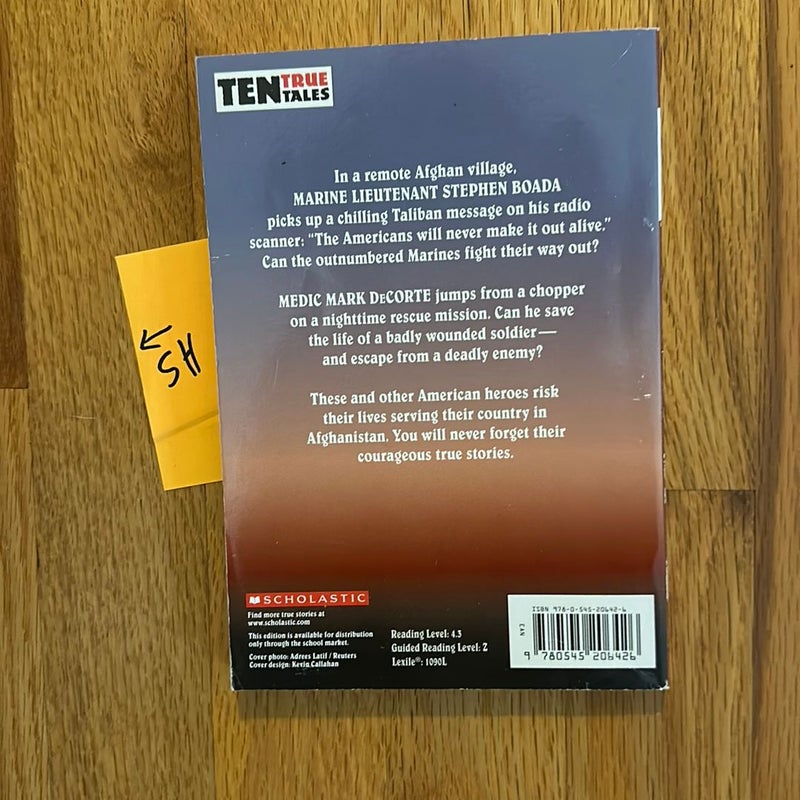 TEN TRUE TALES
In a remote Afghan village,
MARINE LIEUTENANT STEPHEN BOADA
picks up a chilling Taliban message on his radio
scanner: “The Americans will never make it out alive.”
Can the outnumbered Marines fight their way out?
MEDIC MARK DeCORTE jumps from a chopper
on a nighttime rescue mission. Can he save
the life of a badly wounded soldier—
and escape from a deadly enemy?
These and other American heroes risk
their lives serving their country in
Afghanistan. You will never forget their
courageous true stories.
←
SH
SCHOLASTIC
Find more true stories at
www.scholastic.com
This edition is available for distribution
only through the school market.
Cover photo: Adrees Latif / Reuters
Cover design: Kevin Callahan
Reading Level: 4.3
Guided Reading Level: Z
Lexile®: 1090L
ISBN 978-0-545-20642-6
EAN
9 780545 206426